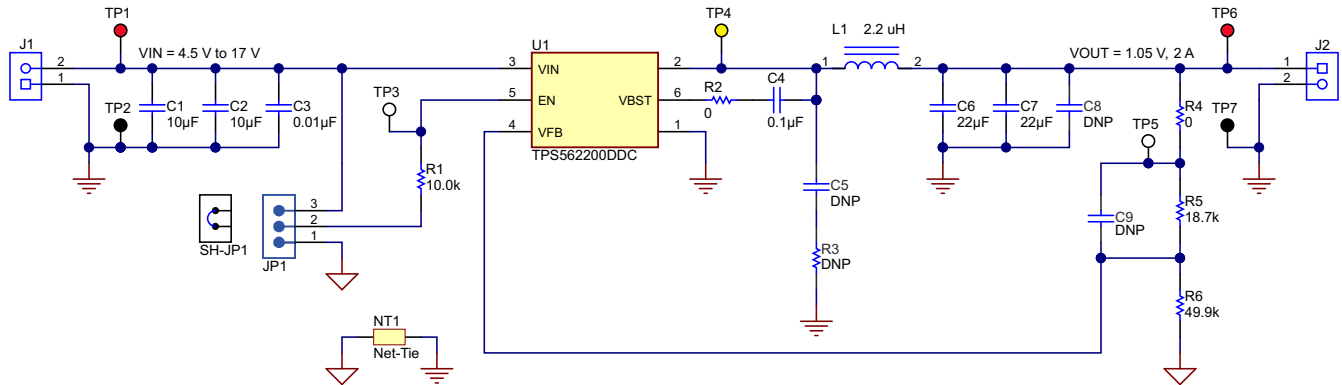 TP1
TP4
TP6
J1
VIN = 4.5 V to 17 V
U1
L1 2.2 uH
VOUT = 1.05 V, 2 A
J2
2
1
3
VIN
2
1
2
1
2
C1
10µF
C2
10µF
C3
0.01µF
TP2
TP3
5
EN
VBST
6
R2
0
C4
0.1µF
C6
22µF
C7
22µF
C8
DNP
R4
0
TP7
TP5
4
VFB
1
TPS562200DDC
R1
10.0k
C5
DNP
R3
DNP
C9
DNP
R5
18.7k
3
2
1
SH-JP1
JP1
R6
49.9k
NT1
Net-Tie